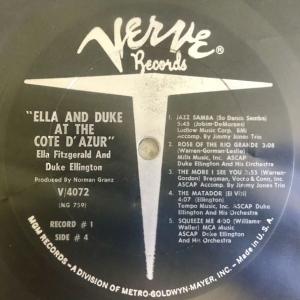 Verve
Records®
"ELLA AND DUKE
AT THE
COTE D'AZUR"
Ella Fitzgerald And
Duke Ellington
Produced By Norman Granz
V/4072
(MG 759)
RECORD #1
SIDE #4
1. JAZZ SAMBA (So Danco Samba)
5:45 (Jobim-DeMoraes)
Ludlow Music Corp. BMI
Accomp. By Jimmy Jones Trio
2. ROSE OF THE RIO GRANDE 3:08
(Warren-Gorman-Leslie)
Mills Music, Inc. ASCAP
Duke Ellington And His Orchestra
3. THE MORE I SEE YOU 3:53 (Warren-
Gordon) Bregman, Vocco & Conn, Inc.
ASCAP Accomp. By Jimmy Jones Trio
4. THE MATADOR (El Viti)
4:07 (Ellington)
Tempo Music, Inc. ASCAP Duke
Ellington And His Orchestra
5. SQUEEZE ME 4:00 (Williams-
Waller) MCA Music
ASCAP Duke Ellington
And His Orchestra
MGM RECORDS - A DIVISION OF METRO-GOLDWYN-MAYER, INC. - Made in U.S.A.